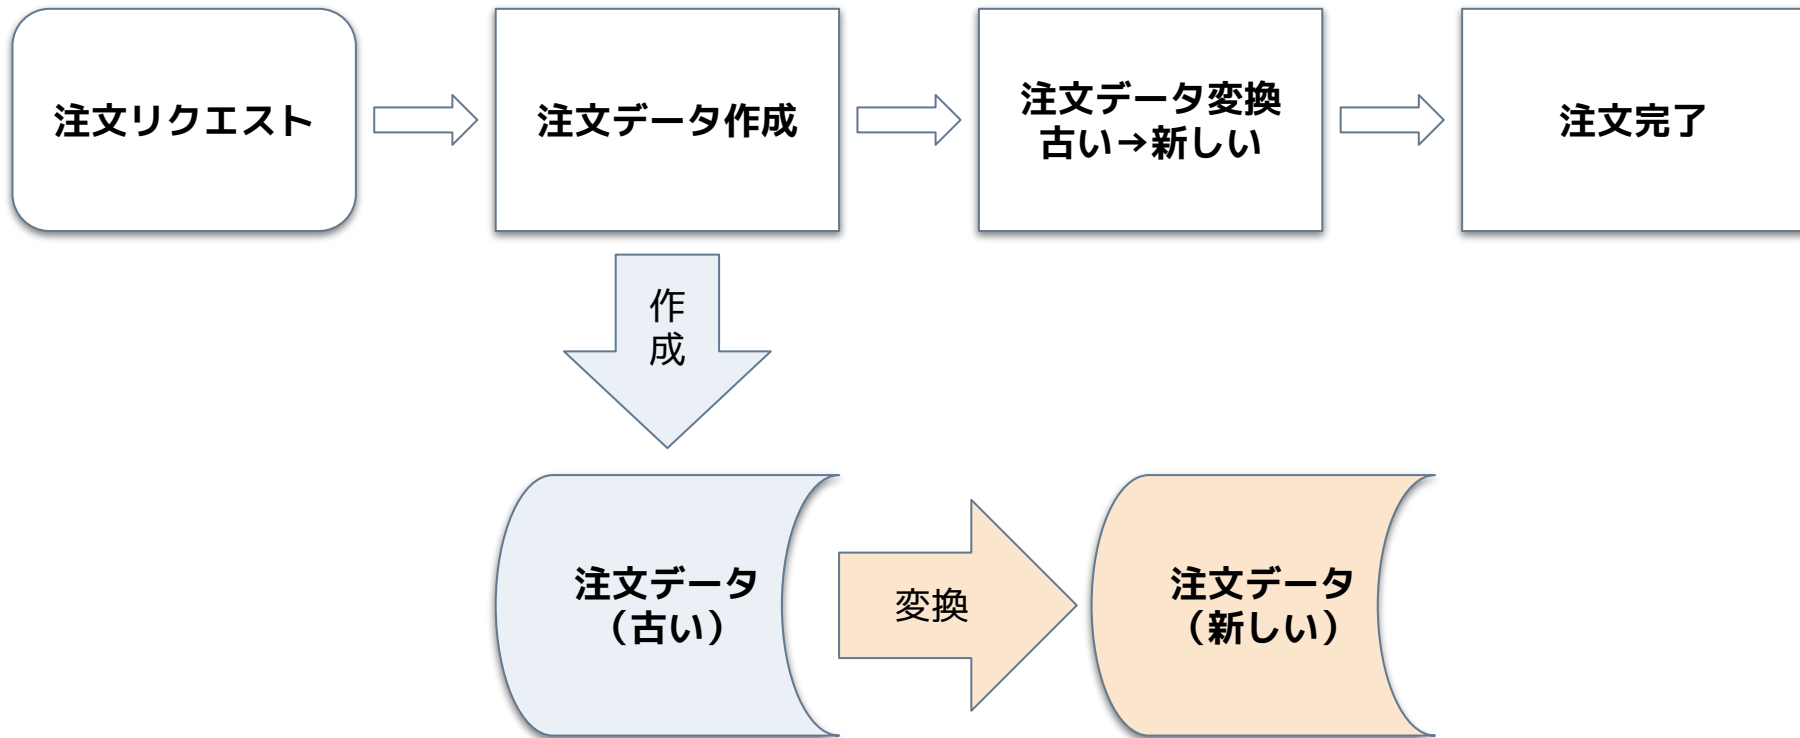 注文リクエスト
注文データ作成
注文データ変換
古い→新しい
注文完了
作
成
注文データ
（古い）
変換
注文データ
（新しい）